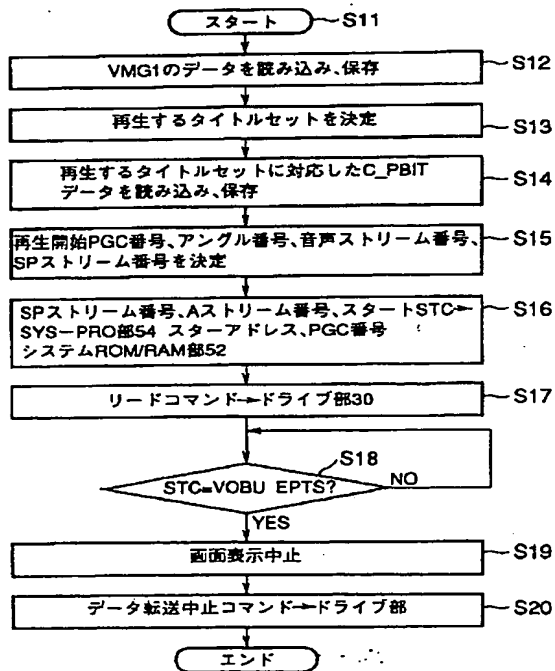 スタート
S11
VMG1のデータを読み込み、保存
S12
再生するタイトルセットを決定
S13
再生するタイトルセットに対応したC_PBIT
データを読み込み、保存
S14
再生開始PGC番号、アングル番号、音声ストリーム番号、
SPストリーム番号を決定
S15
SPストリーム番号、Aストリーム番号、スタートSTC→
SYS-PRO部54 スターアドレス、PGC番号
システムROM/RAM部52
S16
リードコマンド→ドライブ部30
S17
S18
STC=VOBU EPTS?
NO
YES
画面表示中止
S19
データ転送中止コマンド→ドライブ部
S20
エンド